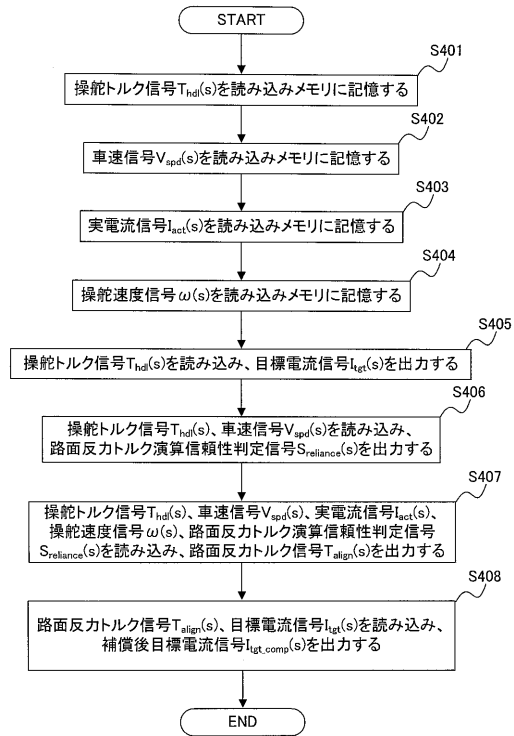 START
S401
操舵トルク信号Thdl(s)を読み込みメモリに記憶する
S402
車速信号Vspd(s)を読み込みメモリに記憶する
S403
実電流信号Iact(s)を読み込みメモリに記憶する
S404
操舵速度信号ω(s)を読み込みメモリに記憶する
S405
操舵トルク信号Thdl(s)を読み込み、目標電流信号Itgt(s)を出力する
S406
操舵トルク信号Thdl(s)、車速信号Vspd(s)を読み込み、
路面反力トルク演算信頼性判定信号Sreliance(s)を出力する
S407
操舵トルク信号Thdl(s)、車速信号Vspd(s)、実電流信号Iact(s)、
操舵速度信号ω(s)、路面反力トルク演算信頼性判定信号
Sreliance(s)を読み込み、路面反力トルク信号Talign(s)を出力する
S408
路面反力トルク信号Talign(s)、目標電流信号Itgt(s)を読み込み、
補償後目標電流信号Itgt_comp(s)を出力する
END